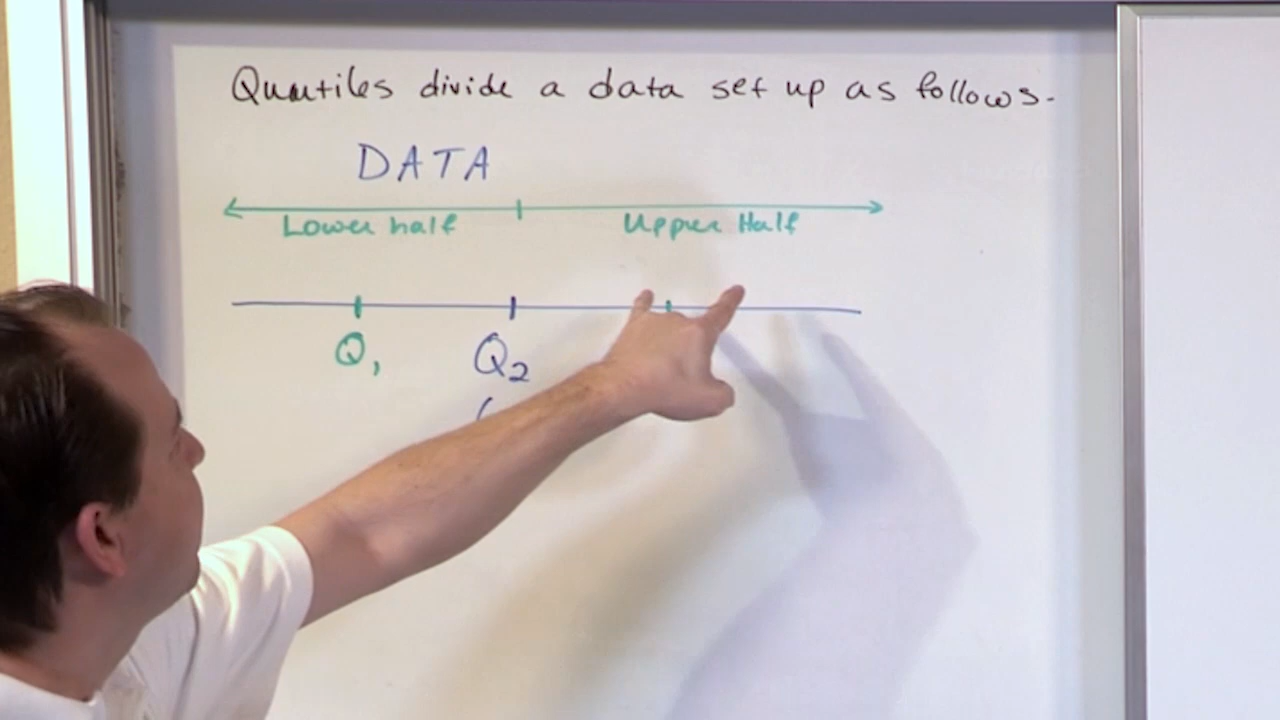 Quartiles divide a data set up as follows.
DATA
Lower half Upper Half
Q1 Q2
(